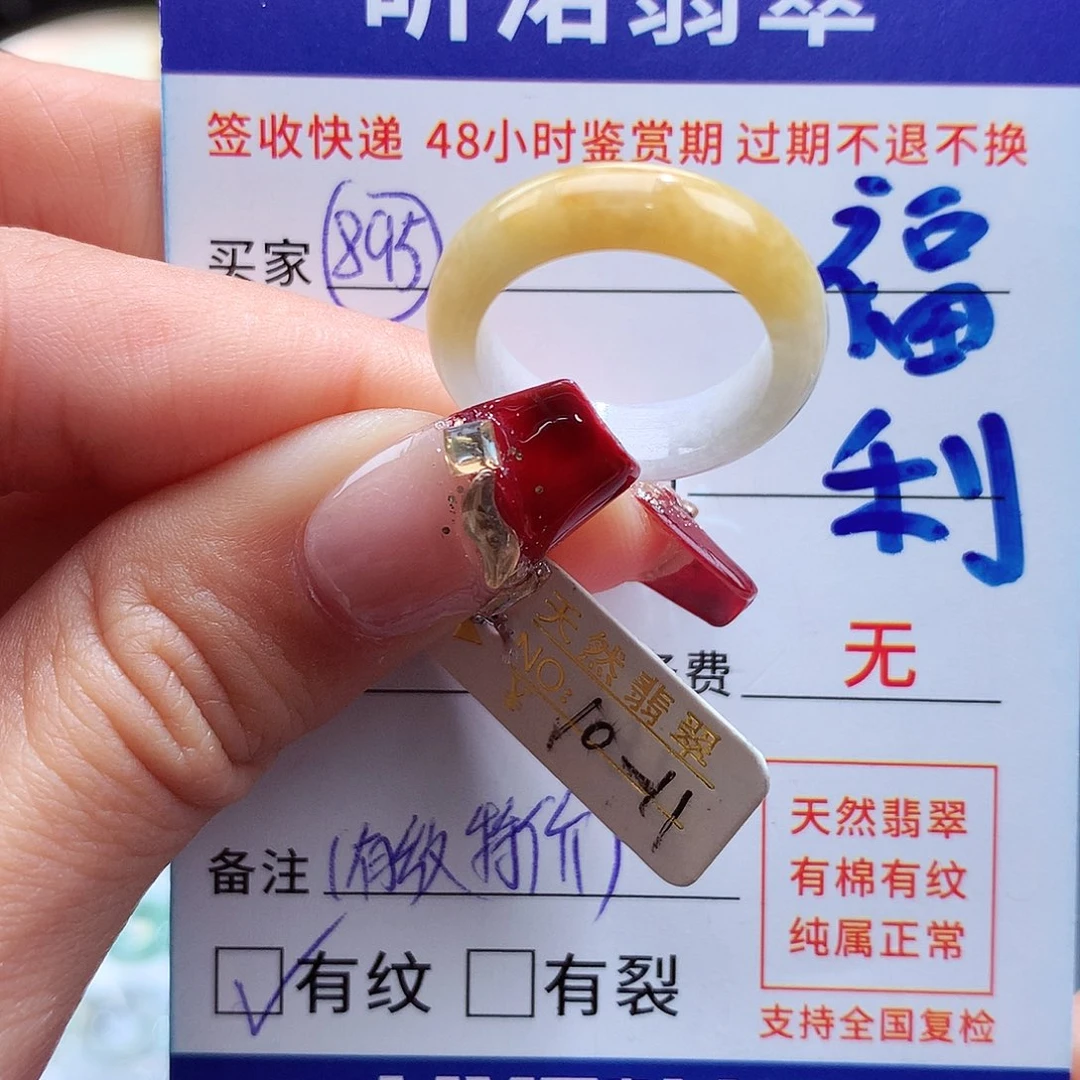 翡翠
签收快递 48小时鉴赏期 过期不退不换
买家 895
福
利
费 无
天然翡翠
NO:
备注 (有纹特价)
天然翡翠
有棉有纹
纯属正常
有纹 有裂
支持全国复检